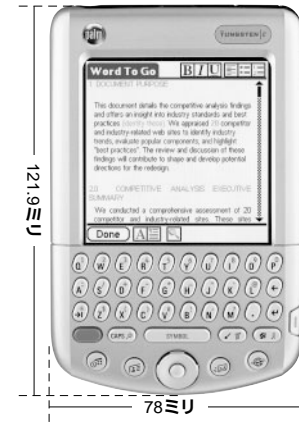 palm
TUNGSTEN|C
Word To Go
B I U
1 DOCUMENT PURPOSE
This document details the competitive analysis findings
and offers an insight into industry standards and best
practices (identify those). We appraised 20 competitor
and industry-related web sites to identify industry
trends, evaluate popular components, and highlight
"best practices". The review and discussion of these
findings will contribute to shape and develop potential
directions for the redesign.
2.0 COMPETITIVE ANALYSIS EXECUTIVE
SUMMARY
We conducted a comprehensive assessment of 20
competitor and industry-related sites. These sites
Done A
Q W E R T Y U I O P
A S D F G H J K L
Z X C V B N M .
CAPS SYMBOL
121.9ミリ
78ミリ